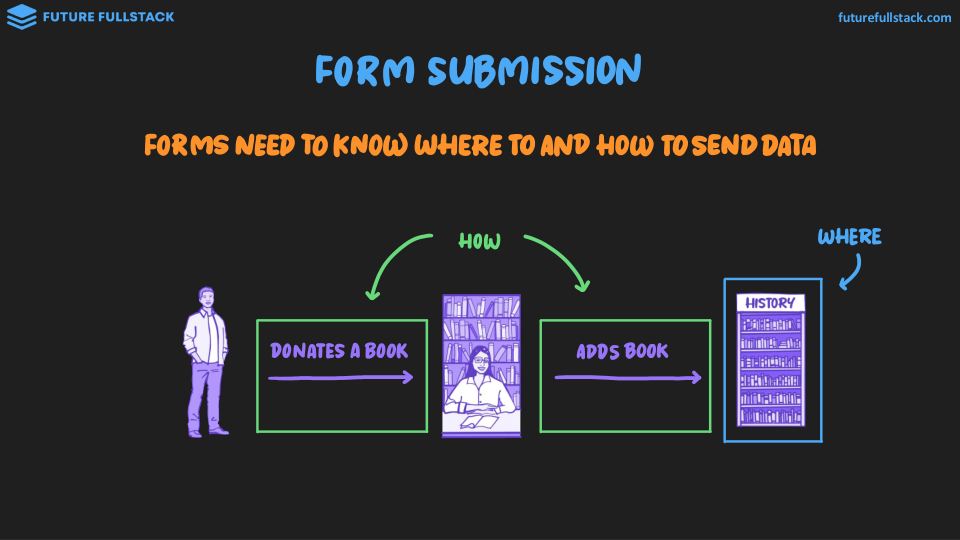 FUTURE FULLSTACK
futurefullstack.com
FORM SUBMISSION
FORMS NEED TO KNOW WHERE TO AND HOW TO SEND DATA
HOW
WHERE
DONATES A BOOK
ADDS BOOK
HISTORY